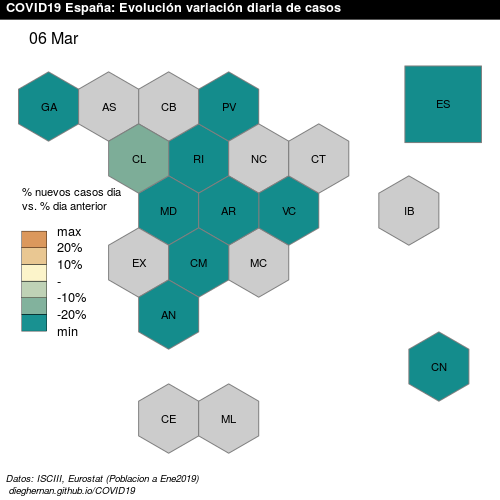 COVID19 España: Evolución variación diaria de casos
06 Mar
GA
AS
CB
PV
ES
CL
RI
NC
CT
% nuevos casos dia
vs. % dia anterior
MD
AR
VC
IB
max
20%
10%
-
-10%
-20%
min
EX
CM
MC
AN
CN
CE
ML
Datos: ISCIII, Eurostat (Poblacion a Ene2019)
dieghernan.github.io/COVID19